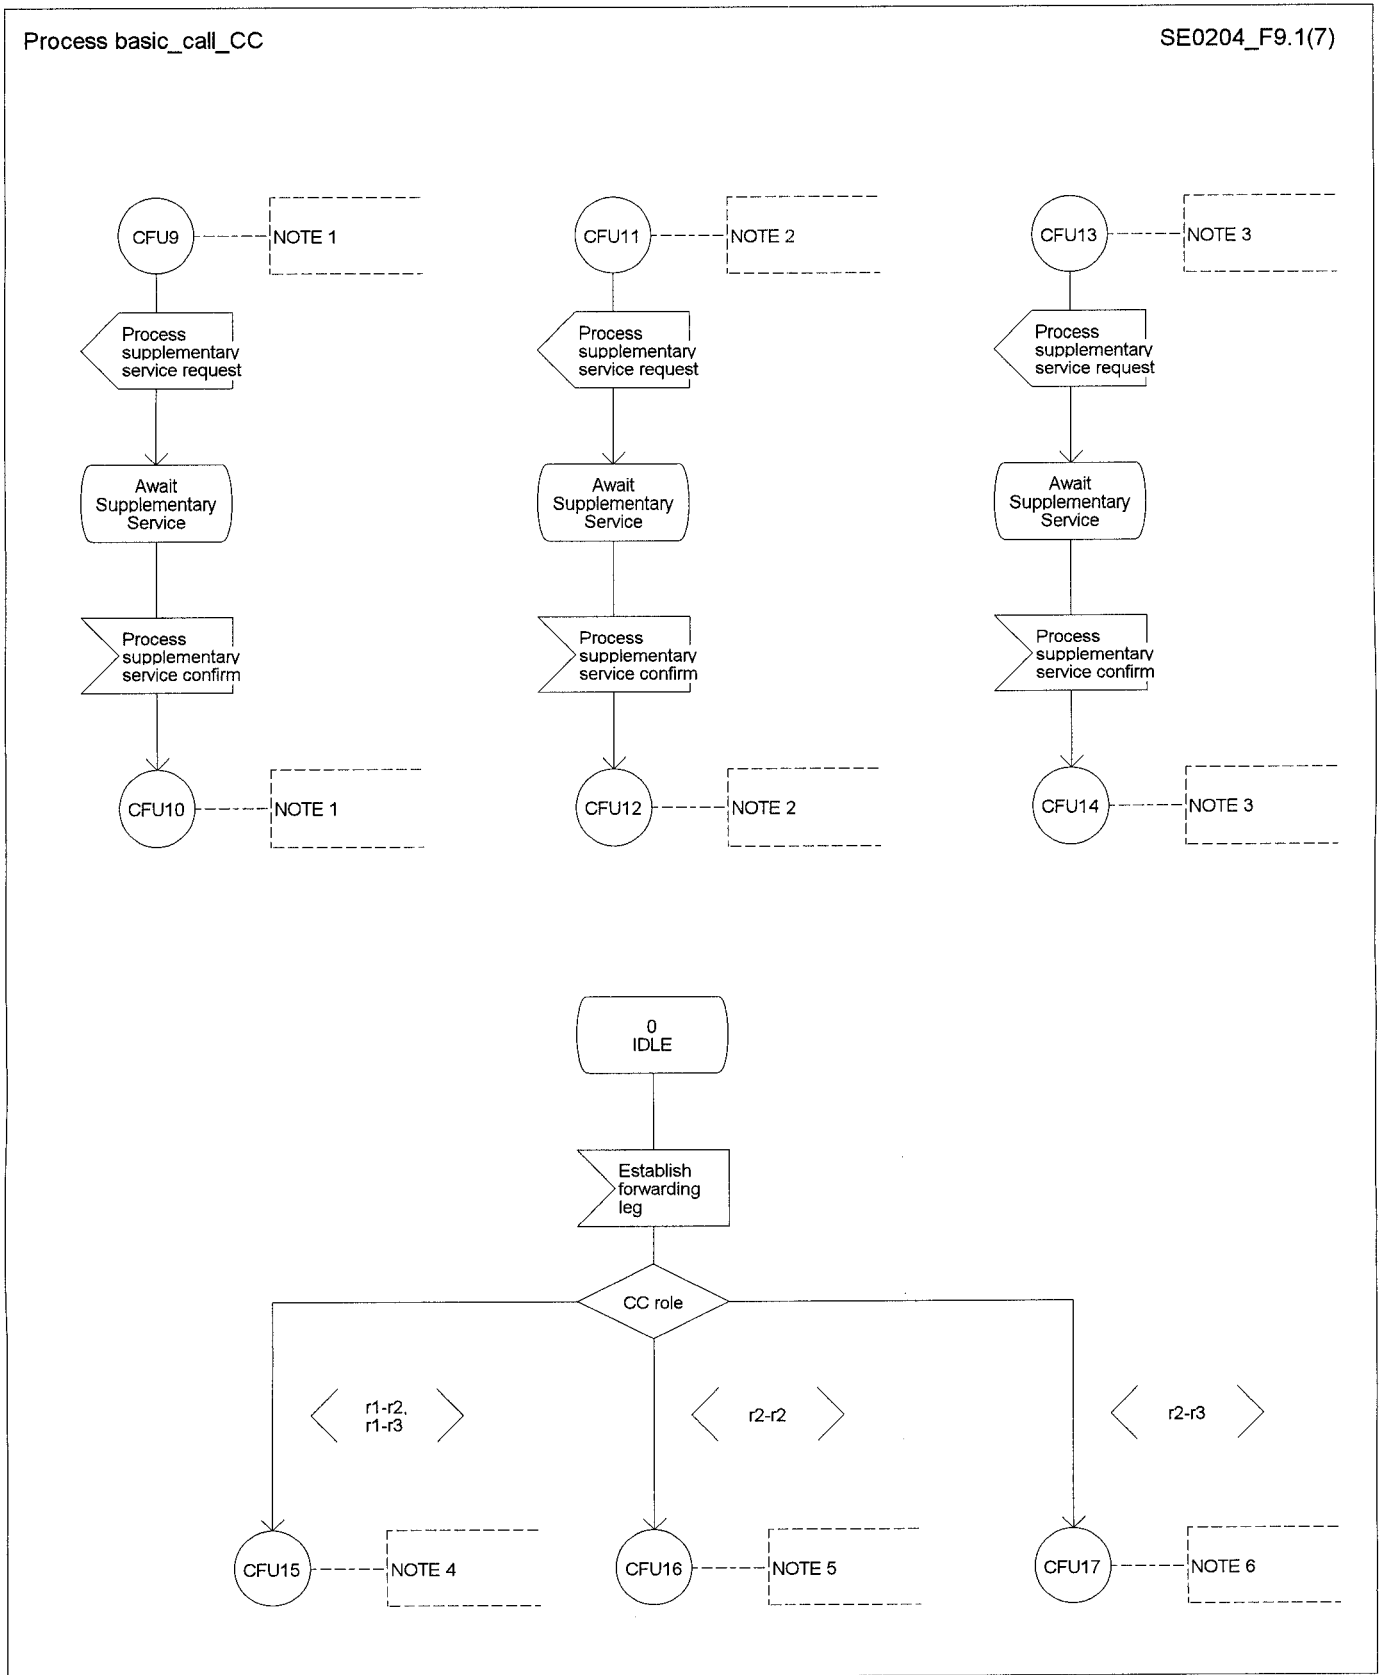 Process basic_call_CC
SE0204_F9.1(7)
CFU9
NOTE 1
CFU11
NOTE 2
CFU13
NOTE 3
Process
supplementary
service request
Process
supplementary
service request
Process
supplementary
service request
Await
Supplementary
Service
Await
Supplementary
Service
Await
Supplementary
Service
Process
supplementary
service confirm
Process
supplementary
service confirm
Process
supplementary
service confirm
CFU10
NOTE 1
CFU12
NOTE 2
CFU14
NOTE 3
0
IDLE
Establish
forwarding
leg
CC role
r1-r2,
r1-r3
r2-r2
r2-r3
CFU15
NOTE 4
CFU16
NOTE 5
CFU17
NOTE 6